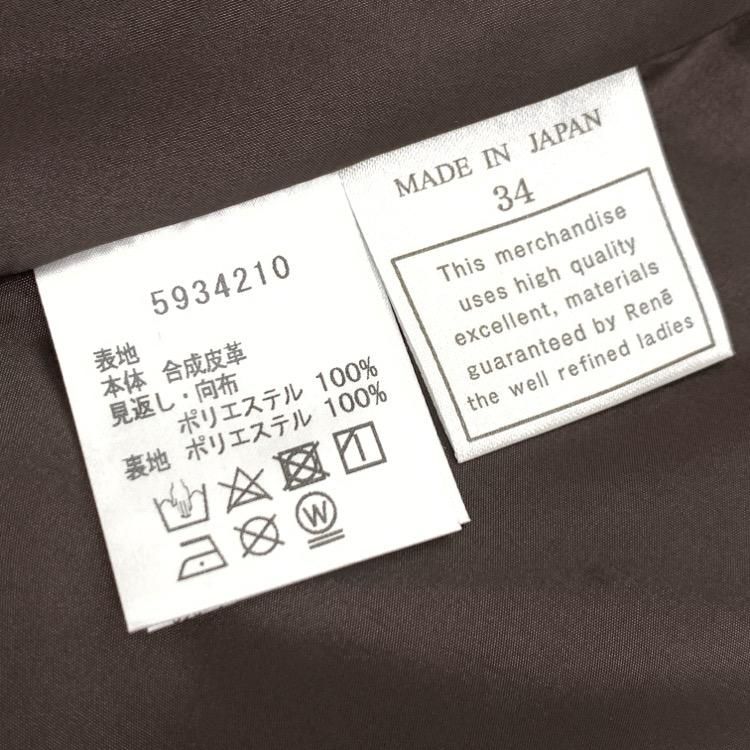 5934210
表地
本体 合成皮革
見返し・向布
ポリエステル 100%
裏地 ポリエステル 100%
W
MADE IN JAPAN
34
This merchandise
uses high quality
excellent, materials
guaranteed by René
the well refined ladies